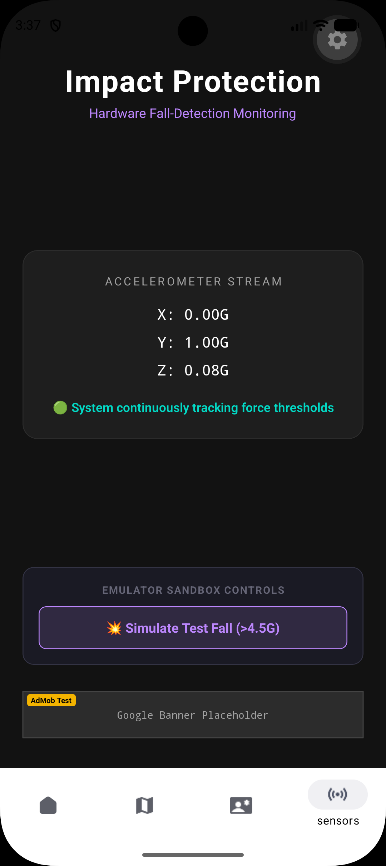 3:37
Impact Protection
Hardware Fall-Detection Monitoring
ACCELEROMETER STREAM
X: 0.00G
Y: 1.00G
Z: 0.08G
🟢 System continuously tracking force thresholds
EMULATOR SANDBOX CONTROLS
💥 Simulate Test Fall (>4.5G)
AdMob Test
Google Banner Placeholder
sensors